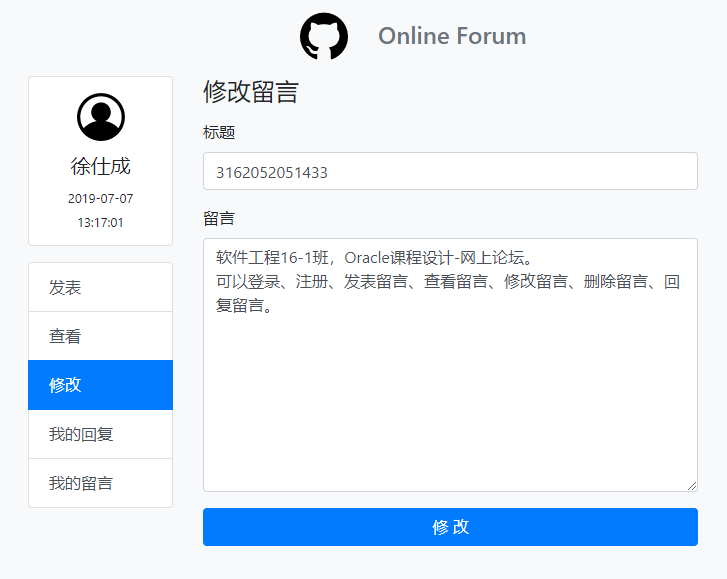 Online Forum
徐仕成
2019-07-07
13:17:01
发表
查看
修改
我的回复
我的留言
修改留言
标题
3162052051433
留言
软件工程16-1班，Oracle课程设计-网上论坛。
可以登录、注册、发表留言、查看留言、修改留言、删除留言、回
复留言。
修 改